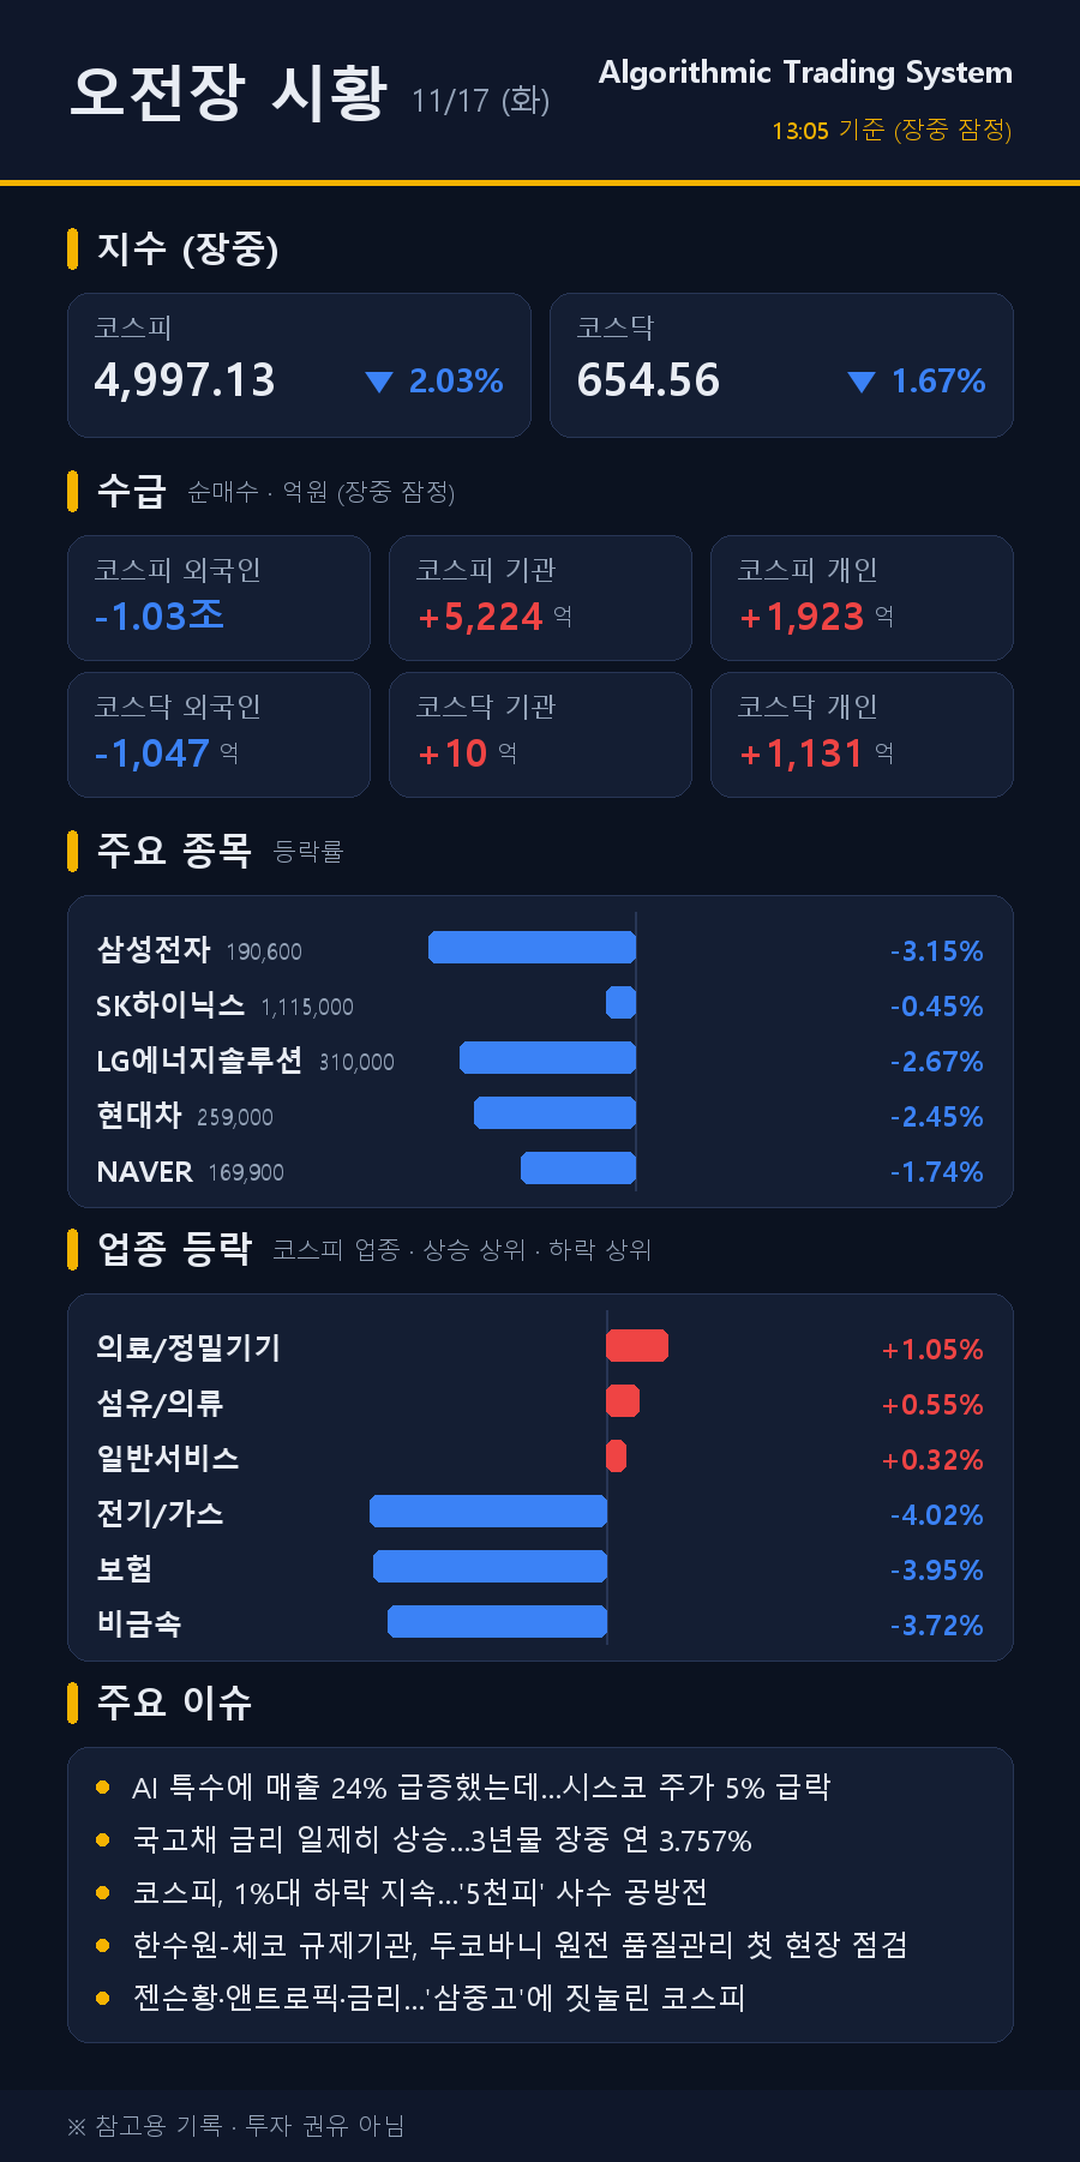 오전장 시황 11/17 (화)
Algorithmic Trading System
13:05 기준 (장중 잠정)
지수 (장중)
코스피
4,997.13 ▼ 2.03%
코스닥
654.56 ▼ 1.67%
수급 순매수 · 억원 (장중 잠정)
코스피 외국인
-1.03조
코스피 기관
+5,224 억
코스피 개인
+1,923 억
코스닥 외국인
-1,047 억
코스닥 기관
+10 억
코스닥 개인
+1,131 억
주요 종목 등락률
삼성전자 190,600 -3.15%
SK하이닉스 1,115,000 -0.45%
LG에너지솔루션 310,000 -2.67%
현대차 259,000 -2.45%
NAVER 169,900 -1.74%
업종 등락 코스피 업종 · 상승 상위 · 하락 상위
의료/정밀기기 +1.05%
섬유/의류 +0.55%
일반서비스 +0.32%
전기/가스 -4.02%
보험 -3.95%
비금속 -3.72%
주요 이슈
AI 특수에 매출 24% 급증했는데…시스코 주가 5% 급락
국고채 금리 일제히 상승…3년물 장중 연 3.757%
코스피, 1%대 하락 지속…'5천피' 사수 공방전
한수원-체코 규제기관, 두코바니 원전 품질관리 첫 현장 점검
젠슨황·앤트로픽·금리…'삼중고'에 짓눌린 코스피
※ 참고용 기록 · 투자 권유 아님